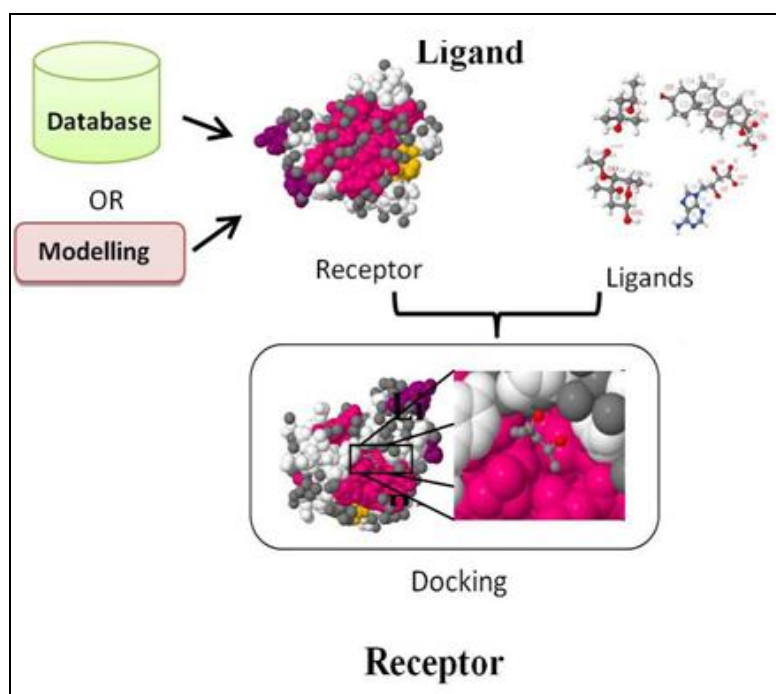 Ligand
Database
OR
Modelling
Receptor
Ligands
Docking
Receptor